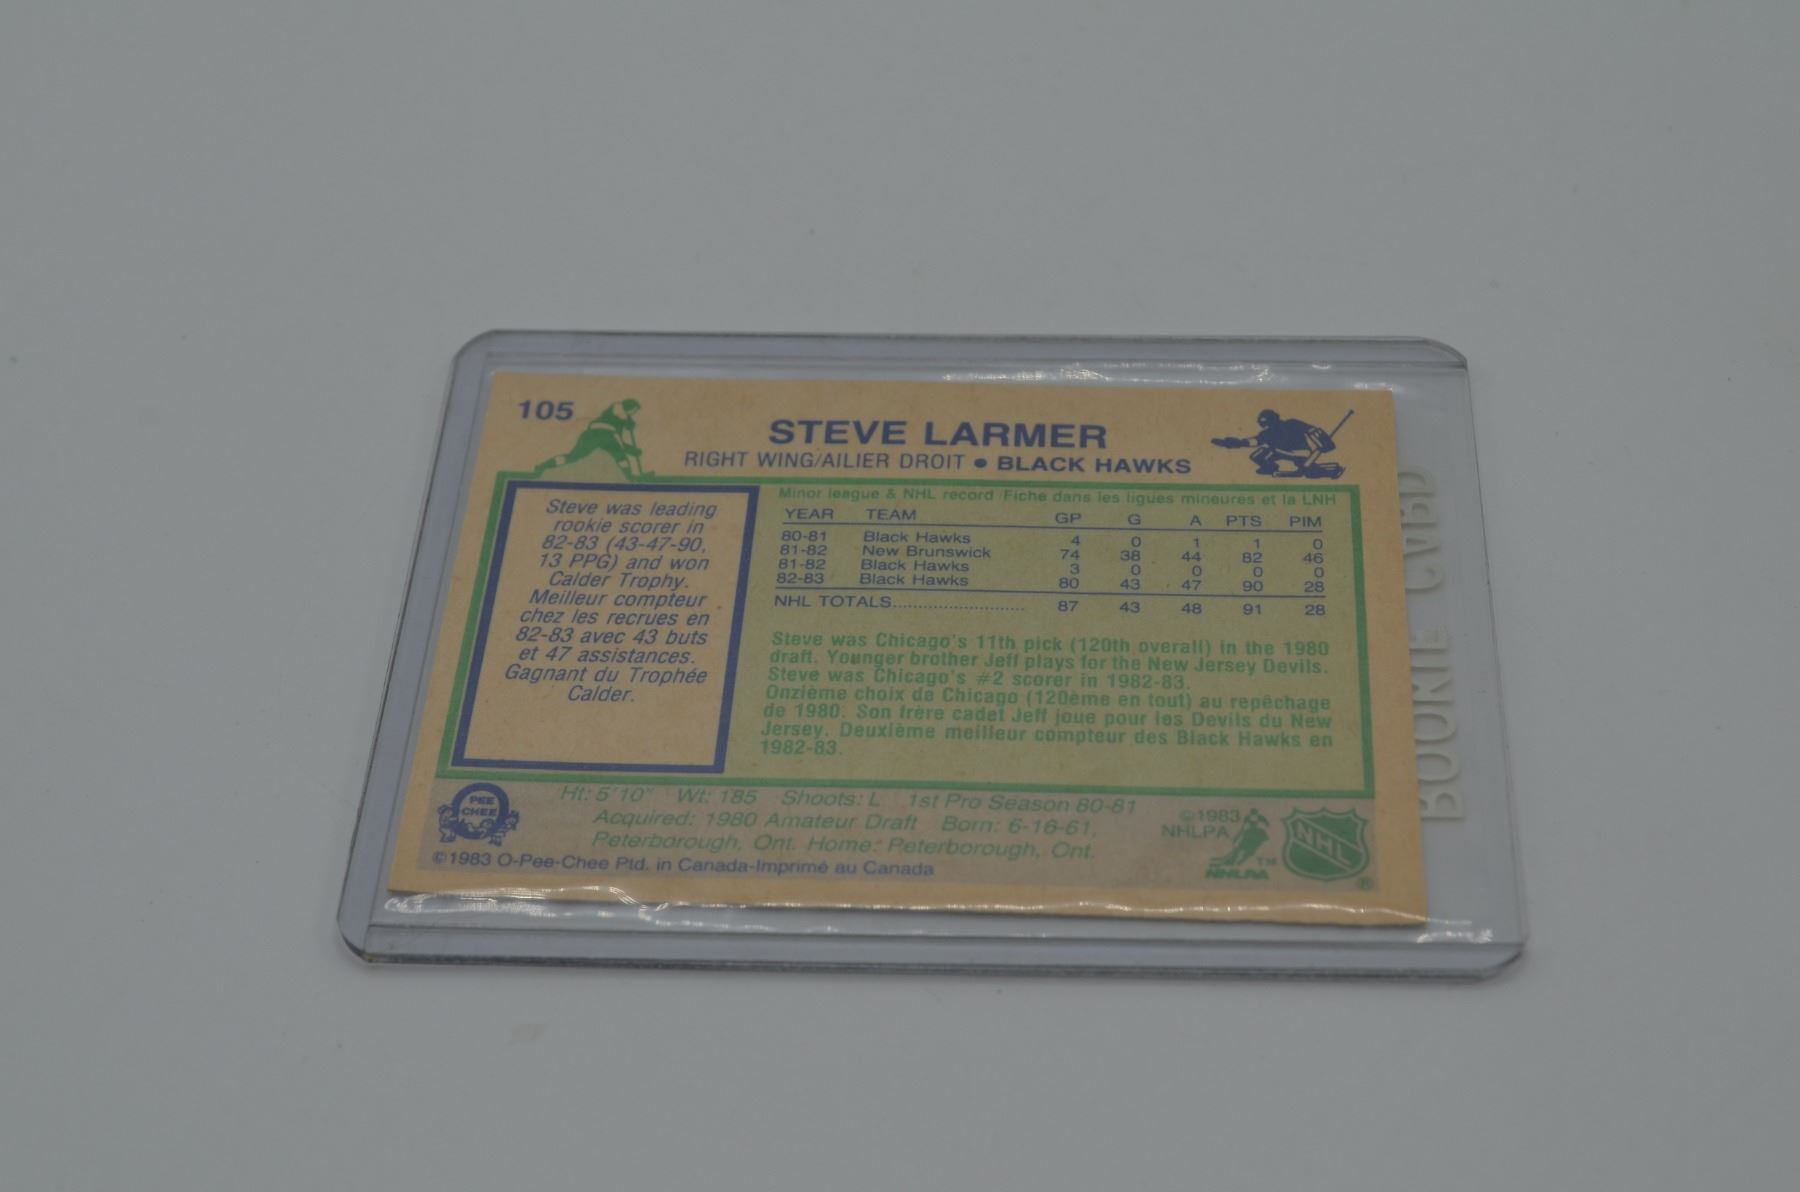 105
STEVE LARMER
RIGHT WING/AILIER DROIT • BLACK HAWKS
Steve was leading
rookie scorer in
82-83 (43-47-90,
13 PPG) and won
Calder Trophy.
Meilleur compteur
chez les recrues en
82-83 avec 43 buts
et 47 assistances.
Gagnant du Trophée
Calder.
Minor league & NHL record/Fiche dans les ligues mineures et la LNH
YEAR TEAM GP G A PTS PIM
80-81 Black Hawks 4 0 1 1 0
81-82 New Brunswick 74 38 44 82 46
81-82 Black Hawks 3 0 0 0 0
82-83 Black Hawks 80 43 47 90 28
NHL TOTALS........................... 87 43 48 91 28
Steve was Chicago's 11th pick (120th overall) in the 1980
draft. Younger brother Jeff plays for the New Jersey Devils.
Steve was Chicago's #2 scorer in 1982-83.
Onzième choix de Chicago (120ème en tout) au repêchage
de 1980. Son frère cadet Jeff joue pour les Devils du New
Jersey. Deuxième meilleur compteur des Black Hawks en
1982-83.
PEE
CHEE
Ht: 5'10" Wt: 185 Shoots: L 1st Pro Season 80-81
Acquired: 1980 Amateur Draft Born: 6-16-61,
Peterborough, Ont. Home: Peterborough, Ont.
©1983 O-Pee-Chee Ptd. in Canada-Imprimé au Canada
©1983
NHLPA
TM
NHLPA
NHL
®
ROOKIE CARD